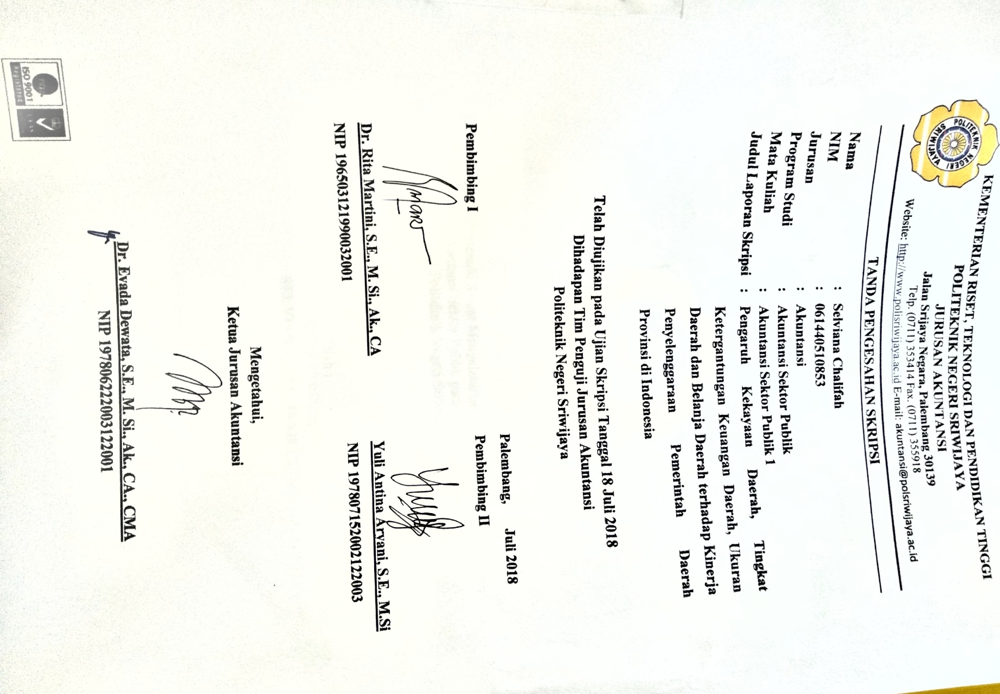 KEMENTERIAN RISET, TEKNOLOGI DAN PENDIDIKAN TINGGI
POLITEKNIK NEGERI SRIWIJAYA
JURUSAN AKUNTANSI
Jalan Srijaya Negara, Palembang 30139
Telp. (0711) 353414 Fax. (0711) 355918
Website: http://www.polisriwijaya.ac.id E-mail: akuntansi@polsriwijaya.ac.id
POLITEKNIK NEGERI SRIWIJAYA
TANDA PENGESAHAN SKRIPSI
Nama : Selviana Chalifah
NIM : 061440510853
Jurusan : Akuntansi
Program Studi : Akuntansi Sektor Publik
Mata Kuliah : Akuntansi Sektor Publik 1
Judul Laporan Skripsi : Pengaruh Kekayaan Daerah, Tingkat
Ketergantungan Keuangan Daerah, Ukuran
Daerah dan Belanja Daerah terhadap Kinerja
Penyelenggaraan Pemerintah Daerah
Provinsi di Indonesia
Telah Diujikan pada Ujian Skripsi Tanggal 18 Juli 2018
Dihadapan Tim Penguji Jurusan Akuntansi
Politeknik Negeri Sriwijaya
Palembang, Juli 2018
Pembimbing I Pembimbing II
Dr. Rita Martini, S.E., M. Si., Ak., CA Yuli Antina Aryani, S.E., M.Si
NIP 196503121990032001 NIP 197807152002122003
Mengetahui,
Ketua Jurusan Akuntansi
Dr. Evada Dewata, S.E., M. Si., Ak., CA., CMA
NIP 197806222003122001
ISO 9001
REGISTERED